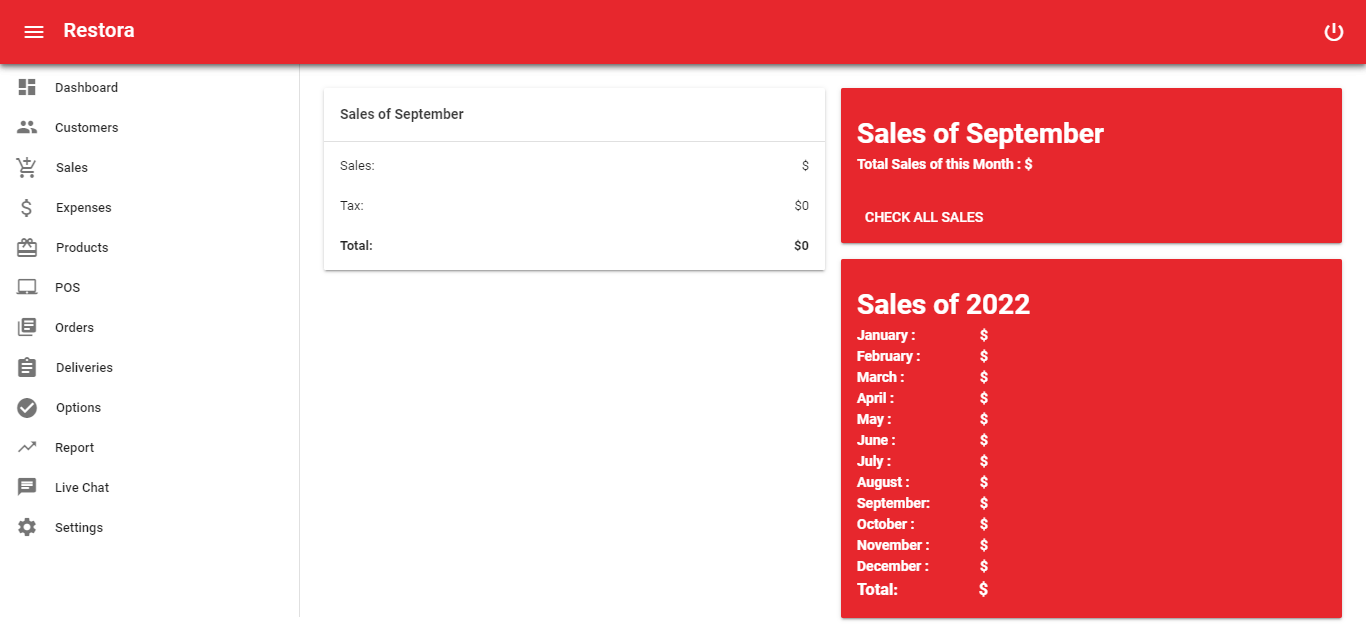 Restora
Dashboard
Customers
Sales
Expenses
Products
POS
Orders
Deliveries
Options
Report
Live Chat
Settings
Sales of September
Sales: $
Tax: $0
Total: $0
Sales of September
Total Sales of this Month : $
CHECK ALL SALES
Sales of 2022
January : $
February : $
March : $
April : $
May : $
June : $
July : $
August : $
September: $
October : $
November : $
December : $
Total: $